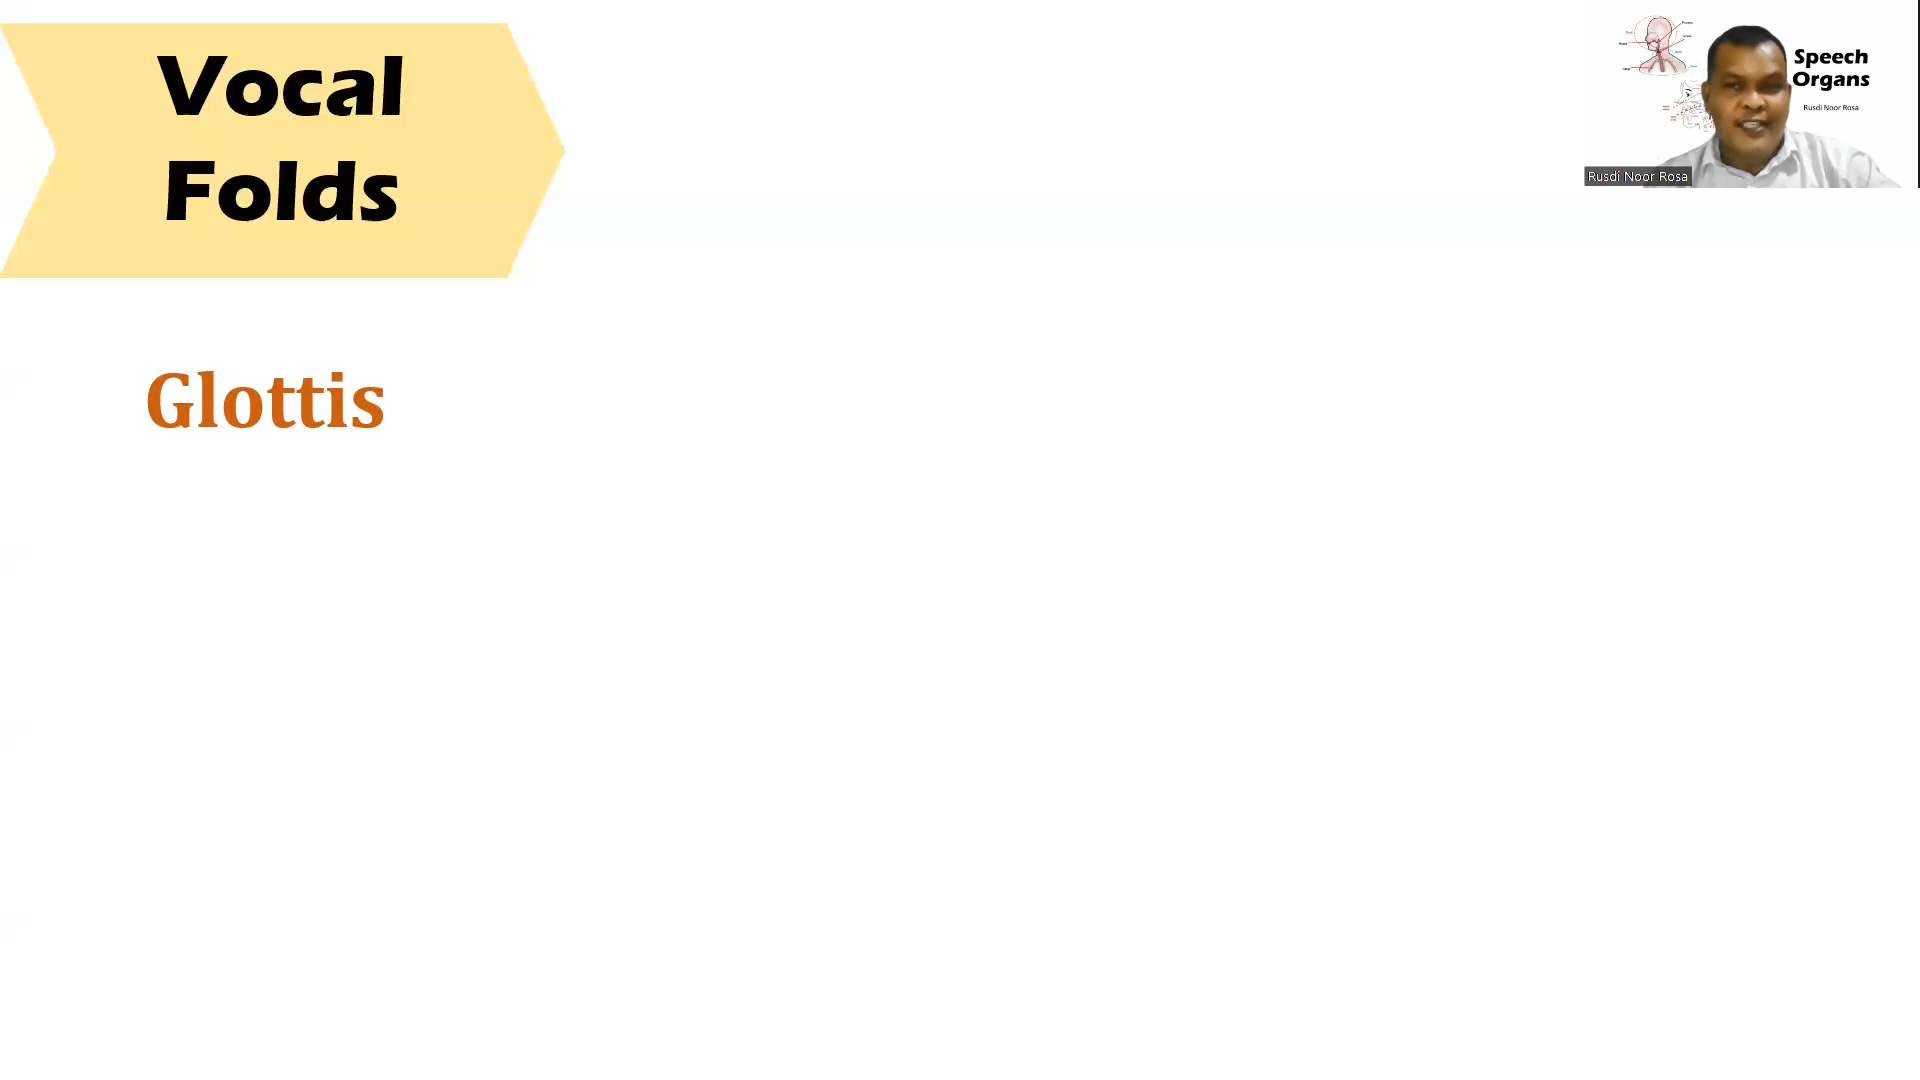 Vocal
Folds
Glottis
Speech
Organs
Rusdi Noor Rosa
Rusdi Noor Rosa